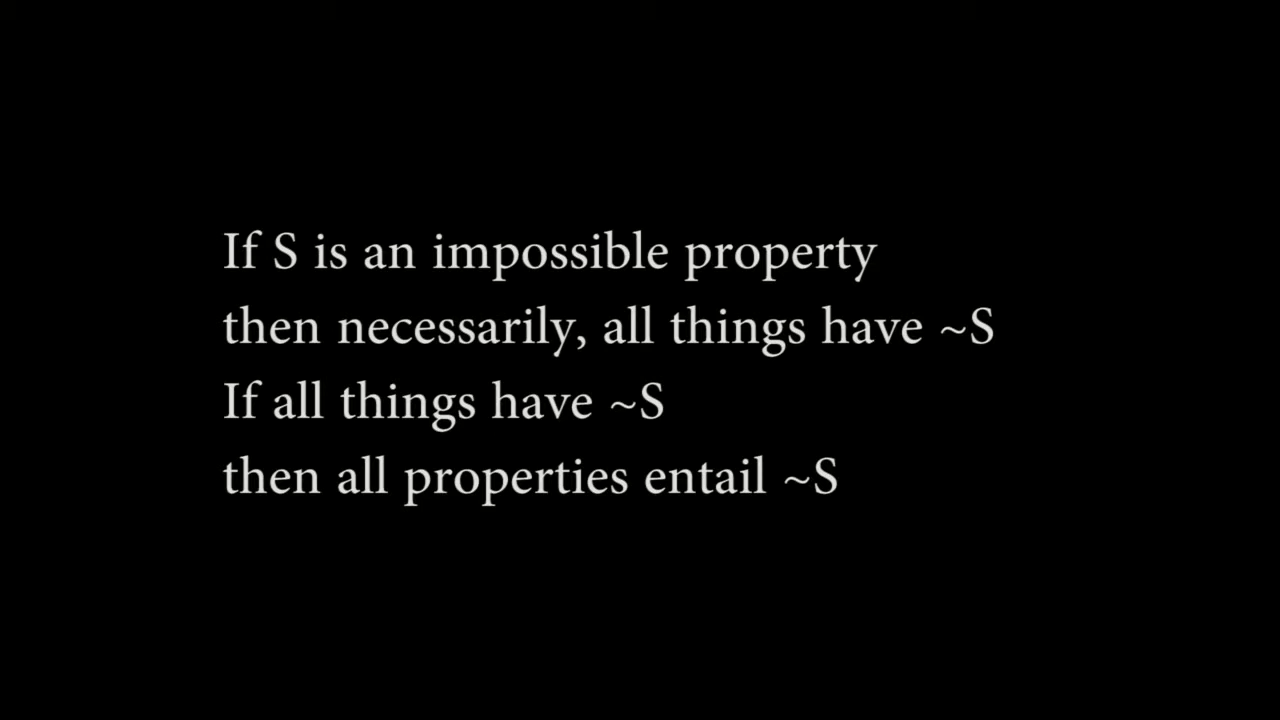 If S is an impossible property
then necessarily, all things have ~S
If all things have ~S
then all properties entail ~S